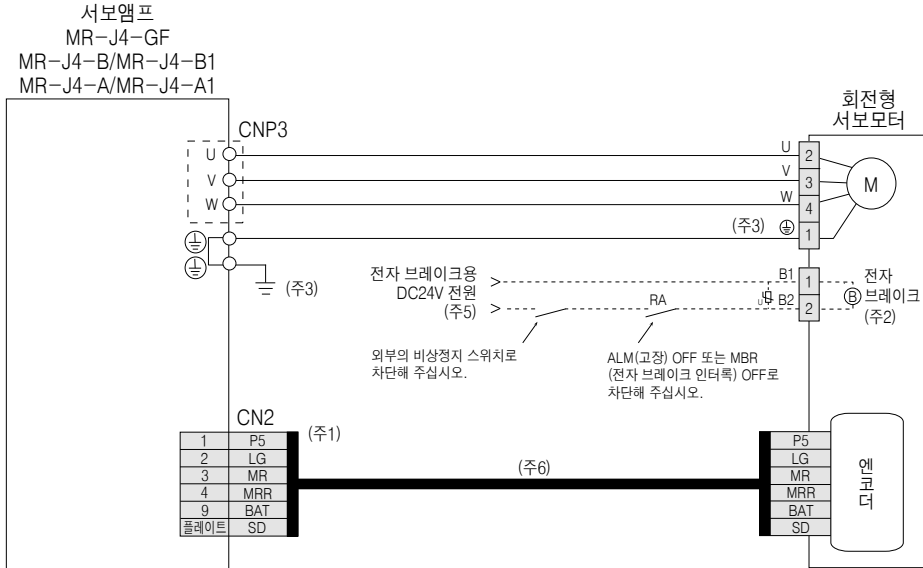 서보앰프
MR-J4-GF
MR-J4-B/MR-J4-B1
MR-J4-A/MR-J4-A1
회전형
서보모터
CNP3
U
V
W
U
V
W
(주3)
2
3
4
1
M
(주3)
전자 브레이크용
DC24V 전원
(주5)
RA
U
B1
B2
1
2
B
전자
브레이크
(주2)
외부의 비상정지 스위치로
차단해 주십시오.
ALM(고장) OFF 또는 MBR
(전자 브레이크 인터록) OFF로
차단해 주십시오.
CN2
(주1)
1 P5
2 LG
3 MR
4 MRR
9 BAT
플레이트 SD
(주6)
P5
LG
MR
MRR
BAT
SD
엔코더